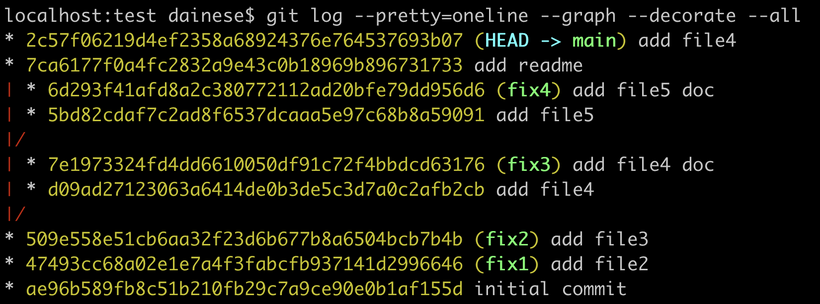 localhost:test dainese$ git log --pretty=oneline --graph --decorate --all
* 2c57f06219d4ef2358a68924376e764537693b07 (HEAD -> main) add file4
* 7ca6177f0a4fc2832a9e43c0b18969b896731733 add readme
| * 6d293f41afd8a2c380772112ad20bfe79dd956d6 (fix4) add file5 doc
| * 5bd82cdaf7c2ad8f6537dcaaa5e97c68b8a59091 add file5
|/
| * 7e1973324fd4dd6610050df91c72f4bbdcd63176 (fix3) add file4 doc
| * d09ad27123063a6414de0b3de5c3d7a0c2afb2cb add file4
|/
* 509e558e51cb6aa32f23d6b677b8a6504bcb7b4b (fix2) add file3
* 47493cc68a02e1e7a4f3fabcfb937141d2996646 (fix1) add file2
* ae96b589fb8c51b210fb29c7a9ce90e0b1af155d initial commit